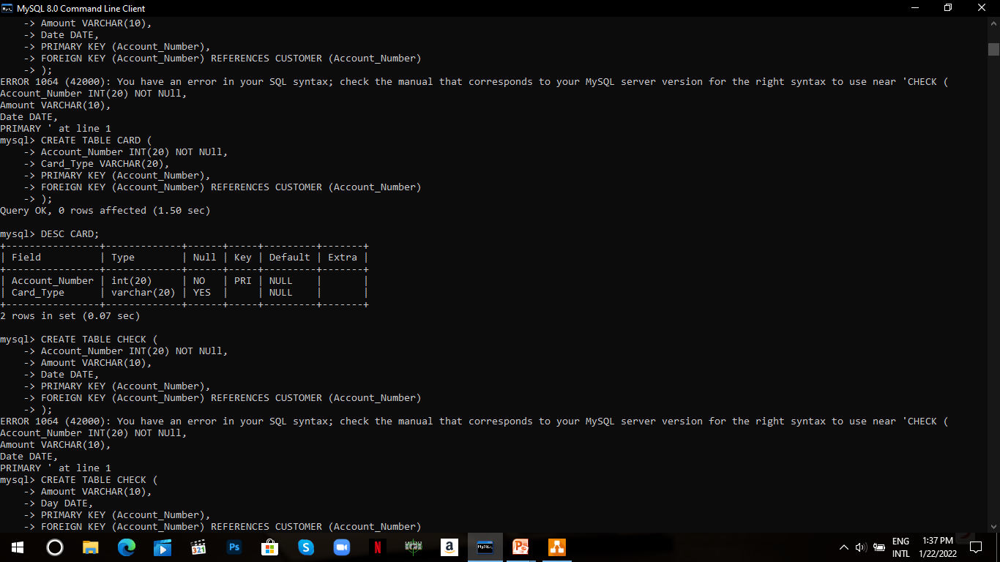 MySQL 8.0 Command Line Client
    -> Amount VARCHAR(10),
    -> Date DATE,
    -> PRIMARY KEY (Account_Number),
    -> FOREIGN KEY (Account_Number) REFERENCES CUSTOMER (Account_Number)
    -> );
ERROR 1064 (42000): You have an error in your SQL syntax; check the manual that corresponds to your MySQL server version for the right syntax to use near 'CHECK (
Account_Number INT(20) NOT NUll,
Amount VARCHAR(10),
Date DATE,
PRIMARY ' at line 1
mysql> CREATE TABLE CARD (
    -> Account_Number INT(20) NOT NUll,
    -> Card_Type VARCHAR(20),
    -> PRIMARY KEY (Account_Number),
    -> FOREIGN KEY (Account_Number) REFERENCES CUSTOMER (Account_Number)
    -> );
Query OK, 0 rows affected (1.50 sec)
mysql> DESC CARD;
+----------------+-------------+------+-----+---------+-------+
| Field          | Type        | Null | Key | Default | Extra |
+----------------+-------------+------+-----+---------+-------+
| Account_Number | int(20)     | NO   | PRI | NULL    |       |
| Card_Type      | varchar(20) | YES  |     | NULL    |       |
+----------------+-------------+------+-----+---------+-------+
2 rows in set (0.07 sec)
mysql> CREATE TABLE CHECK (
    -> Account_Number INT(20) NOT NUll,
    -> Amount VARCHAR(10),
    -> Date DATE,
    -> PRIMARY KEY (Account_Number),
    -> FOREIGN KEY (Account_Number) REFERENCES CUSTOMER (Account_Number)
    -> );
ERROR 1064 (42000): You have an error in your SQL syntax; check the manual that corresponds to your MySQL server version for the right syntax to use near 'CHECK (
Account_Number INT(20) NOT NUll,
Amount VARCHAR(10),
Date DATE,
PRIMARY ' at line 1
mysql> CREATE TABLE CHECK (
    -> Amount VARCHAR(10),
    -> Day DATE,
    -> PRIMARY KEY (Account_Number),
    -> FOREIGN KEY (Account_Number) REFERENCES CUSTOMER (Account_Number)
321
Ps
S
N
a
MySQL
P
ENG
INTL
1:37 PM
1/22/2022